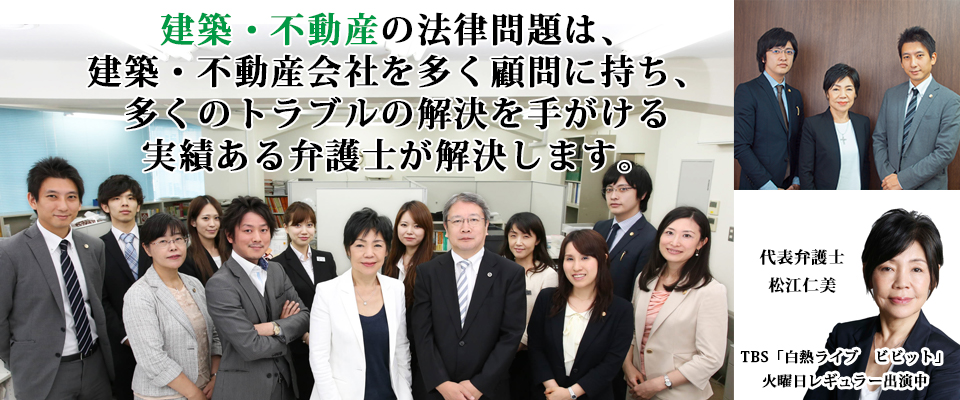 建築・不動産の法律問題は、
建築・不動産会社を多く顧問に持ち、
多くのトラブルの解決を手がける
実績ある弁護士が解決します。
代表弁護士
松江仁美
TBS「白熱ライブ　ビビット」
火曜日レギュラー出演中